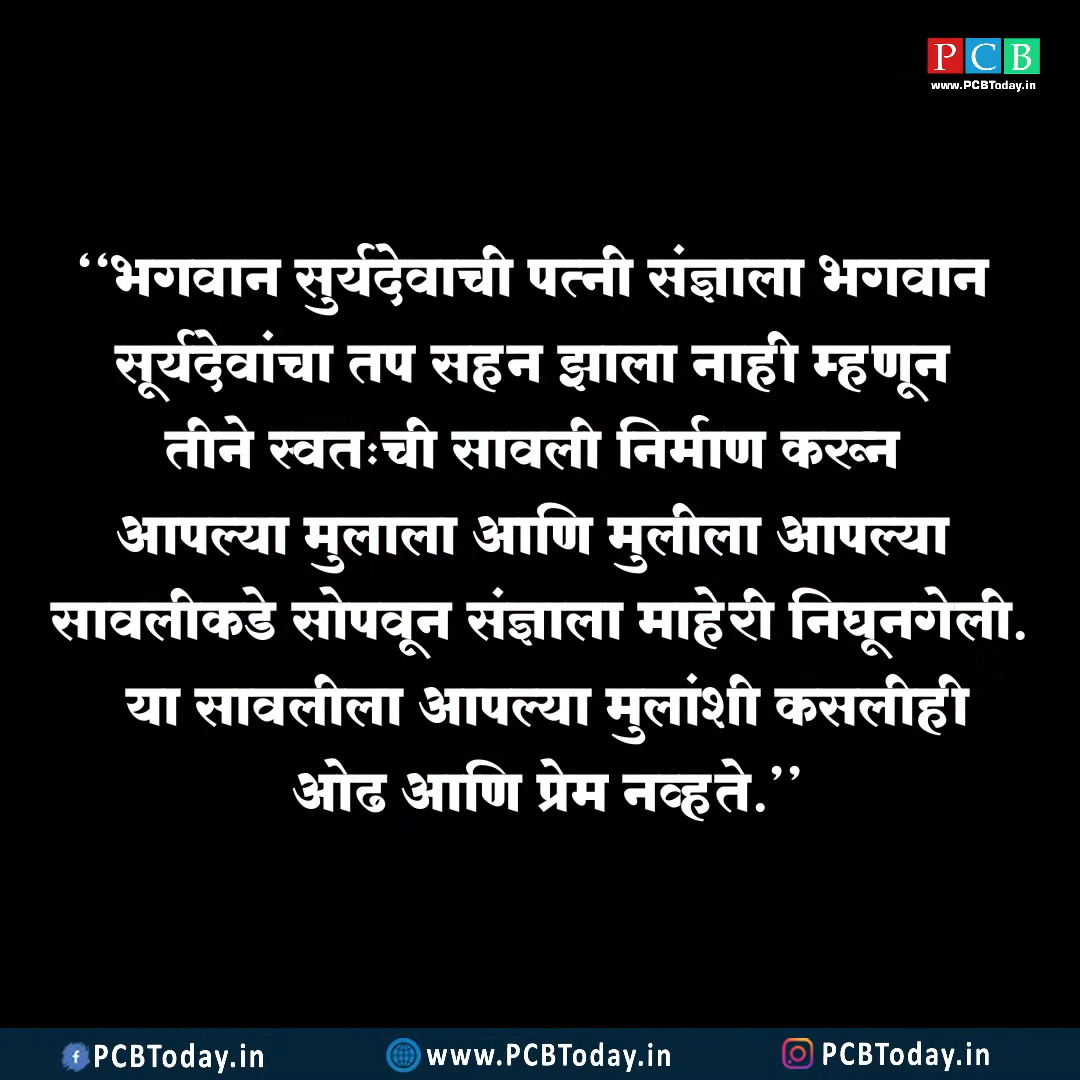 PCB
www.PCBToday.in
‘‘भगवान सुर्यदेवाची पत्नी संज्ञाला भगवान
सूर्यदेवांचा तप सहन झाला नाही म्हणून
तीने स्वतःची सावली निर्माण करून
आपल्या मुलाला आणि मुलीला आपल्या
सावलीकडे सोपवून संज्ञाला माहेरी निघूनगेली.
या सावलीला आपल्या मुलांशी कसलीही
ओढ आणि प्रेम नव्हते.’’
PCBToday.in www.PCBToday.in PCBToday.in